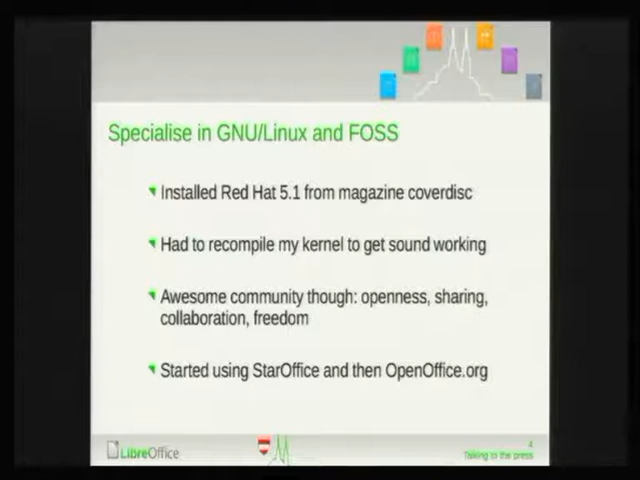 Specialise in GNU/Linux and FOSS
Installed Red Hat 5.1 from magazine coverdisc
Had to recompile my kernel to get sound working
Awesome community though: openness, sharing,
collaboration, freedom
Started using StarOffice and then OpenOffice.org
4
LibreOffice
Talking to the press